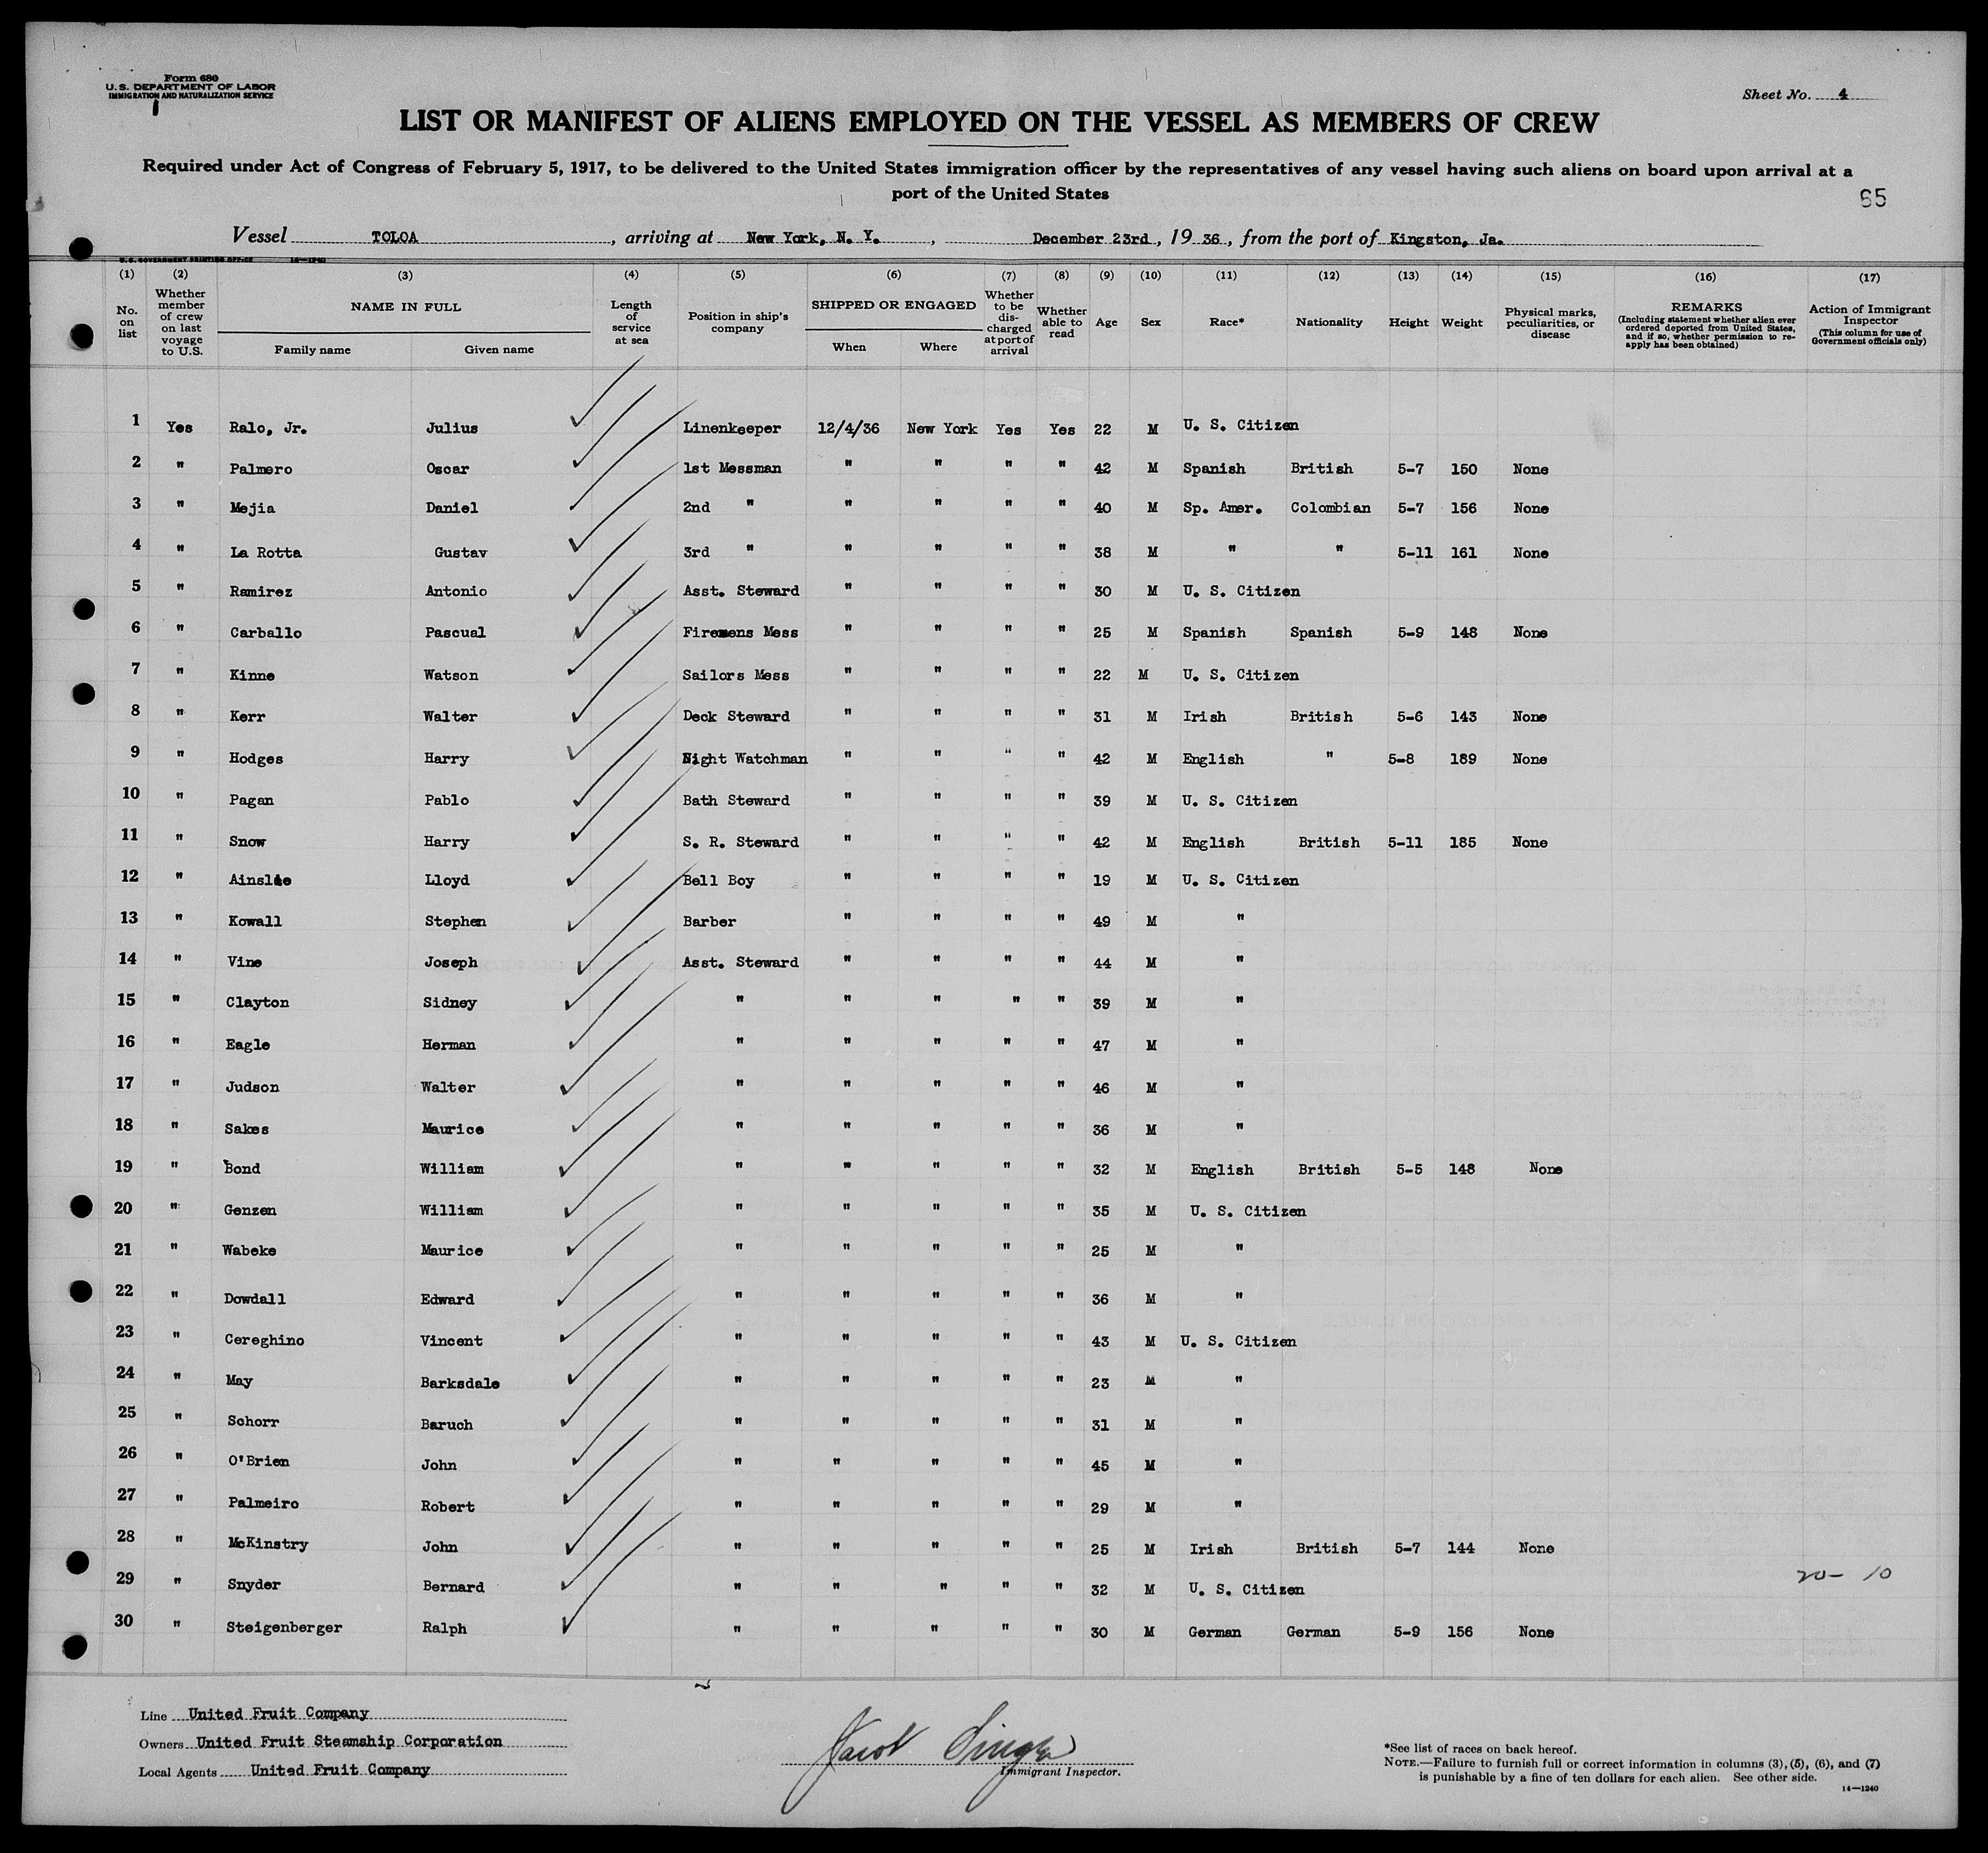 Form 680
U. S. DEPARTMENT OF LABOR
IMMIGRATION AND NATURALIZATION SERVICE
Sheet No. 4
LIST OR MANIFEST OF ALIENS EMPLOYED ON THE VESSEL AS MEMBERS OF CREW
Required under Act of Congress of February 5, 1917, to be delivered to the United States immigration officer by the representatives of any vessel having such aliens on board upon arrival at a
port of the United States
65
Vessel TOLOA, arriving at New York, N. Y., December 23rd, 1936, from the port of Kingston, Ja.
U. S. GOVERNMENT PRINTING OFFICE 14—1240
(1) (2) (3) (4) (5) (6) (7) (8) (9) (10) (11) (12) (13) (14) (15) (16) (17)
No. on list
Whether member of crew on last voyage to U.S.
NAME IN FULL
Family name Given name
Length of service at sea
Position in ship's company
SHIPPED OR ENGAGED
When Where
Whether to be discharged at port of arrival
Whether able to read
Age
Sex
Race*
Nationality
Height
Weight
Physical marks, peculiarities, or disease
REMARKS
(Including statement whether alien ever ordered deported from United States, and if so, whether permission to re-apply has been obtained)
Action of Immigrant Inspector
(This column for use of Government officials only)
1 Yes Ralo, Jr. Julius Linenkeeper 12/4/36 New York Yes Yes 22 M U. S. Citizen
2 " Palmero Oscar 1st Messman " " " " 42 M Spanish British 5-7 150 None
3 " Mejia Daniel 2nd " " " " " 40 M Sp. Amer. Colombian 5-7 156 None
4 " La Rotta Gustav 3rd " " " " " 38 M " " 5-11 161 None
5 " Ramirez Antonio Asst. Steward " " " " 30 M U. S. Citizen
6 " Carballo Pascual Firemens Mess " " " " 25 M Spanish Spanish 5-9 148 None
7 " Kinne Watson Sailors Mess " " " " 22 M U. S. Citizen
8 " Kerr Walter Deck Steward " " " " 31 M Irish British 5-6 143 None
9 " Hodges Harry Night Watchman " " " " 42 M English " 5-8 189 None
10 " Pagan Pablo Bath Steward " " " " 39 M U. S. Citizen
11 " Snow Harry S. R. Steward " " " " 42 M English British 5-11 185 None
12 " Ainslie Lloyd Bell Boy " " " " 19 M U. S. Citizen
13 " Kowall Stephen Barber " " " " 49 M "
14 " Vine Joseph Asst. Steward " " " " 44 M "
15 " Clayton Sidney " " " " " 39 M "
16 " Eagle Herman " " " " " 47 M "
17 " Judson Walter " " " " " 46 M "
18 " Sakes Maurice " " " " " 36 M "
19 " Bond William " " " " " 32 M English British 5-5 148 None
20 " Genzen William " " " " " 35 M U. S. Citizen
21 " Wabeke Maurice " " " " " 25 M "
22 " Dowdall Edward " " " " " 36 M "
23 " Cereghino Vincent " " " " " 43 M U. S. Citizen
24 " May Barksdale " " " " " 23 M "
25 " Schorr Baruch " " " " " 31 M "
26 " O'Brien John " " " " " 45 M "
27 " Palmeiro Robert " " " " " 29 M "
28 " McKinstry John " " " " " 25 M Irish British 5-7 144 None
29 " Snyder Bernard " " " " " 32 M U. S. Citizen 20- 10
30 " Steigenberger Ralph " " " " " 30 M German German 5-9 156 None
Line United Fruit Company
Owners United Fruit Steamship Corporation
Local Agents United Fruit Company
Jacob
Immigrant Inspector.
*See list of races on back hereof.
NOTE.—Failure to furnish full or correct information in columns (3), (5), (6), and (7)
is punishable by a fine of ten dollars for each alien. See other side.
14—1240